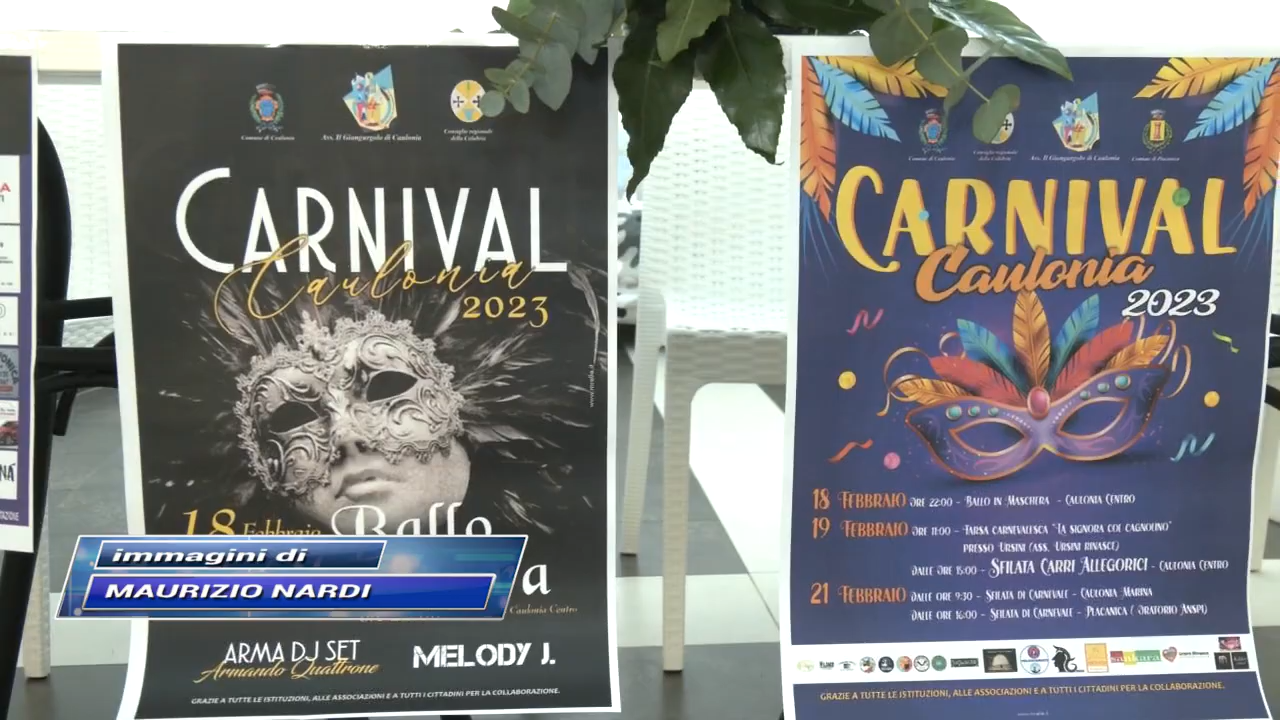 Comune di Caulonia
Ass. Il Giangurgolo di Caulonia
Consiglio regionale
della Calabria
CARNIVAL
Caulonia
2023
www.mralia.it
18 Febbraio Ballo
a
Caulonia Centro
ARMA DJ SET
Armando Quattrone
MELODY J.
GRAZIE A TUTTE LE ISTITUZIONI, ALLE ASSOCIAZIONI E A TUTTI I CITTADINI PER LA COLLABORAZIONE.
immagini di
MAURIZIO NARDI
Comune di Caulonia
Consiglio regionale
della Calabria
Ass. Il Giangurgolo di Caulonia
Comune di Placanica
CARNIVAL
Caulonia
2023
18 FEBBRAIO ORE 22:00 - BALLO IN MASCHERA - CAULONIA CENTRO
19 FEBBRAIO ORE 11:00 - FARSA CARNEVALESCA "LA SIGNORA COL CAGNOLINO"
PRESSO URSINI (ASS. URSINI RINASCE)
DALLE ORE 15:00 - SFILATA CARRI ALLEGORICI - CAULONIA CENTRO
21 FEBBRAIO DALLE ORE 9:30 - SFILATA DI CARNEVALE - CAULONIA MARINA
DALLE ORE 16:00 - SFILATA DI CARNEVALE - PLACANICA ( ORATORIO ANSPI)
GRAZIE A TUTTE LE ISTITUZIONI, ALLE ASSOCIAZIONI E A TUTTI I CITTADINI PER LA COLLABORAZIONE.